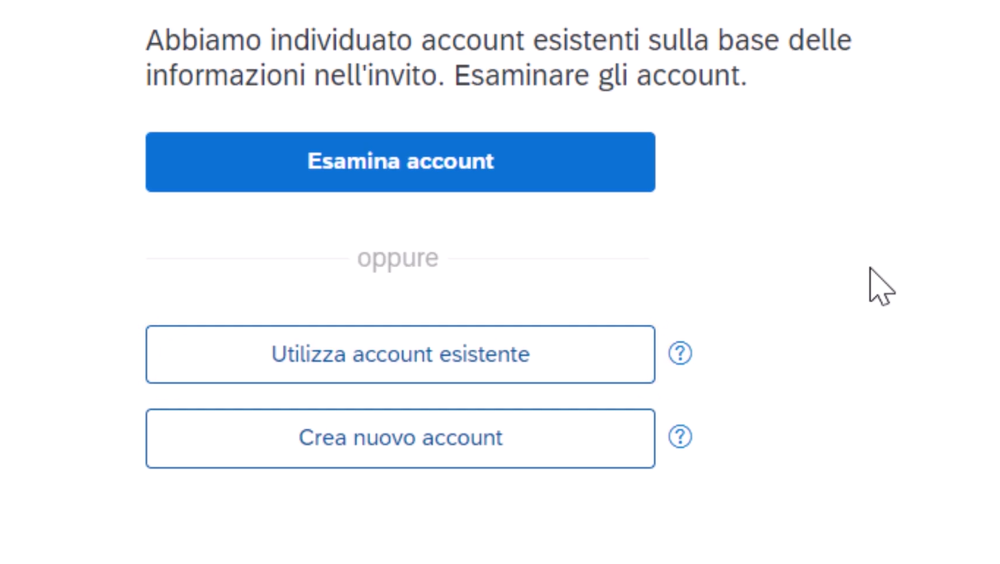 Abbiamo individuato account esistenti sulla base delle
informazioni nell'invito. Esaminare gli account.
Esamina account
oppure
Utilizza account esistente
?
Crea nuovo account
?